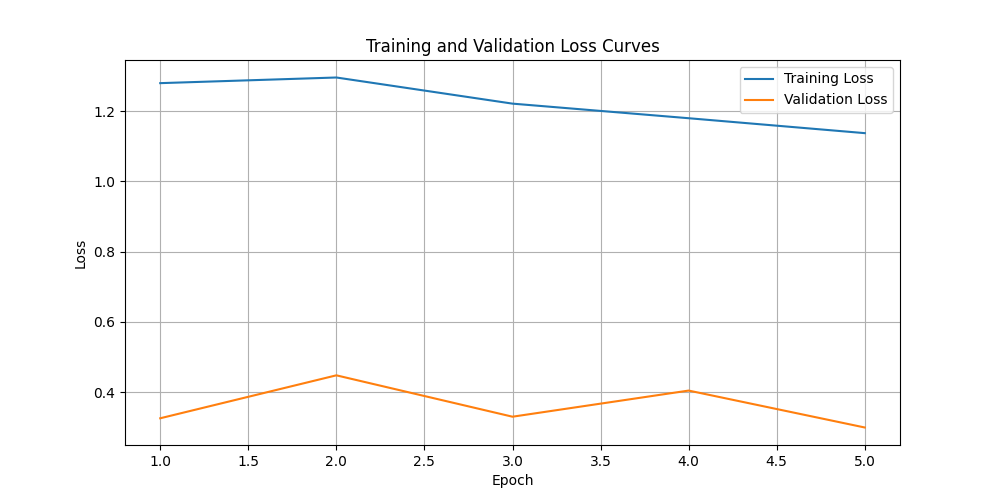 Training and Validation Loss Curves
Training Loss
Validation Loss
1.2
1.0
0.8
0.6
0.4
Loss
1.0 1.5 2.0 2.5 3.0 3.5 4.0 4.5 5.0
Epoch